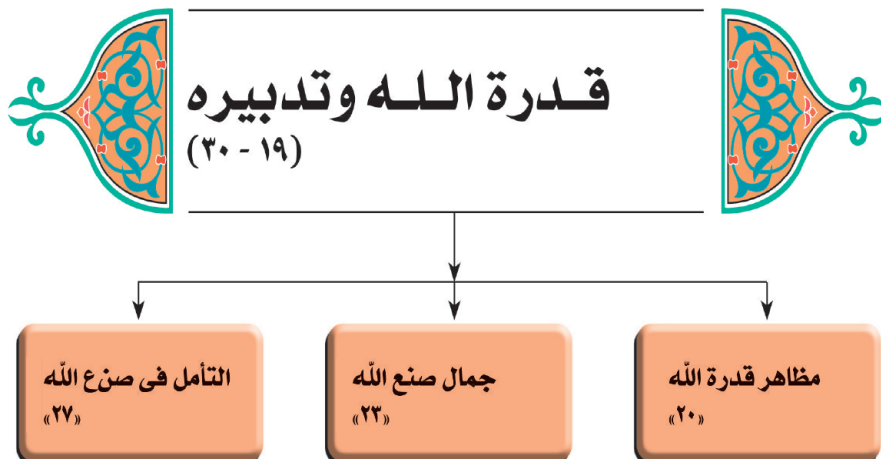 قدرة الله وتدبيره
(١٩ - ٣٠)
مظاهر قدرة الله
«٢٠»
جمال صنع الله
«٢٣»
التأمل فى صنع الله
«٢٧»